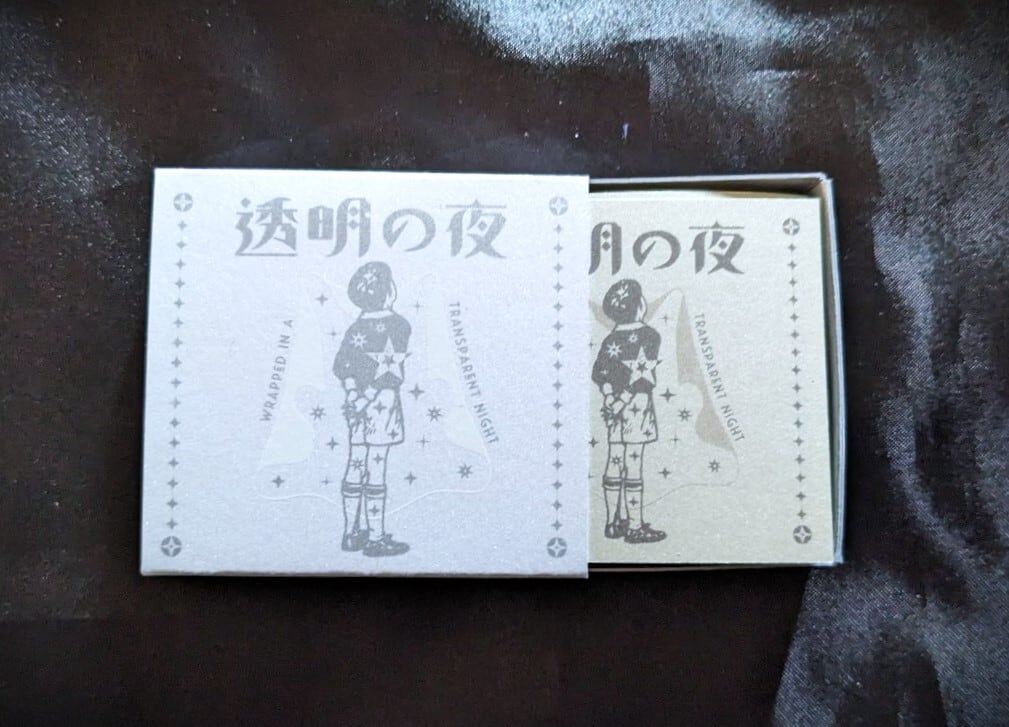 透明の夜
WRAPPED IN A
TRANSPARENT NIGHT
明の夜
TRANSPARENT NIGHT